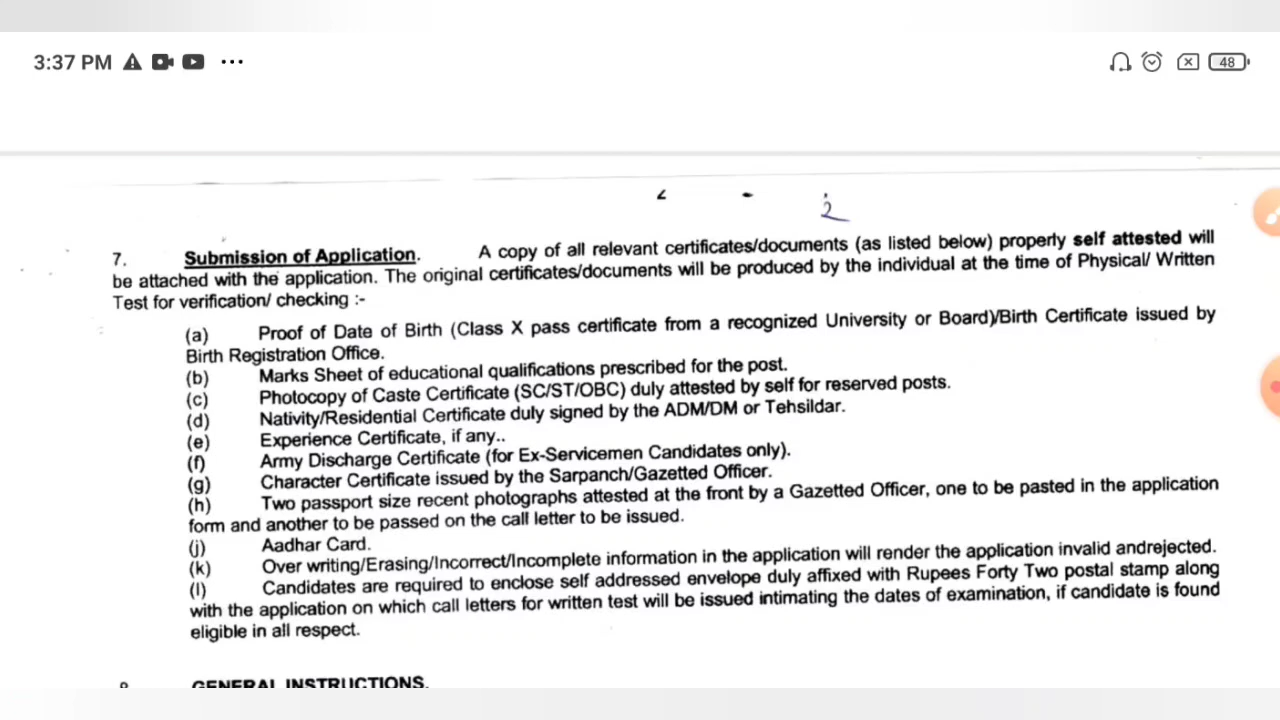 3:37 PM
48
2
7. Submission of Application. A copy of all relevant certificates/documents (as listed below) properly self attested will
be attached with the application. The original certificates/documents will be produced by the individual at the time of Physical/ Written
Test for verification/ checking :-
(a) Proof of Date of Birth (Class X pass certificate from a recognized University or Board)/Birth Certificate issued by
Birth Registration Office.
(b) Marks Sheet of educational qualifications prescribed for the post.
(c) Photocopy of Caste Certificate (SC/ST/OBC) duly attested by self for reserved posts.
(d) Nativity/Residential Certificate duly signed by the ADM/DM or Tehsildar.
(e) Experience Certificate, if any..
(f) Army Discharge Certificate (for Ex-Servicemen Candidates only).
(g) Character Certificate issued by the Sarpanch/Gazetted Officer.
(h) Two passport size recent photographs attested at the front by a Gazetted Officer, one to be pasted in the application
form and another to be passed on the call letter to be issued.
(j) Aadhar Card.
(k) Over writing/Erasing/Incorrect/Incomplete information in the application will render the application invalid andrejected.
(l) Candidates are required to enclose self addressed envelope duly affixed with Rupees Forty Two postal stamp along
with the application on which call letters for written test will be issued intimating the dates of examination, if candidate is found
eligible in all respect.
GENERAL INSTRUCTIONS.